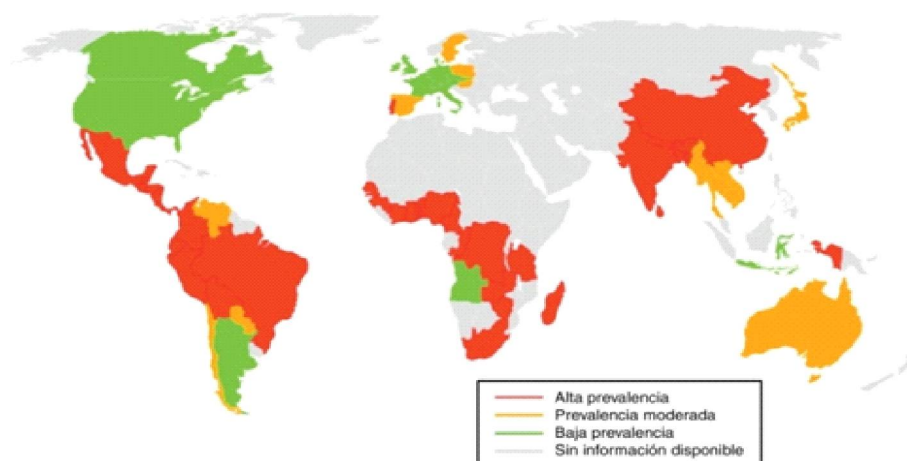 Alta prevalencia
Prevalencia moderada
Baja prevalencia
Sin información disponible